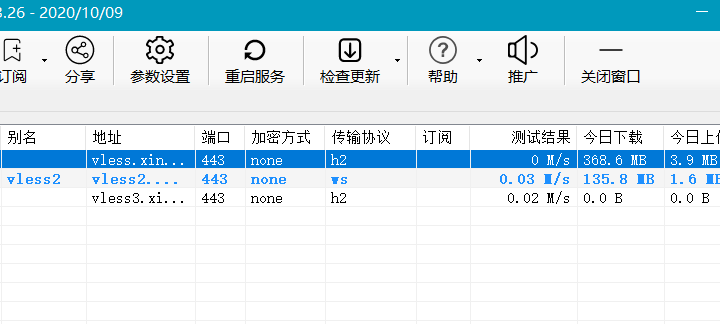 3.26 - 2020/10/09
订阅 分享 参数设置 重启服务 检查更新 帮助 推广 关闭窗口
别名 地址 端口 加密方式 传输协议 订阅 测试结果 今日下载 今日上传
vless.xin... 443 none h2 0 M/s 368.6 MB 3.9 MB
vless2 vless2.... 443 none ws 0.03 M/s 135.8 MB 1.6 MB
vless3.xi... 443 none h2 0.02 M/s 0.0 B 0.0 B